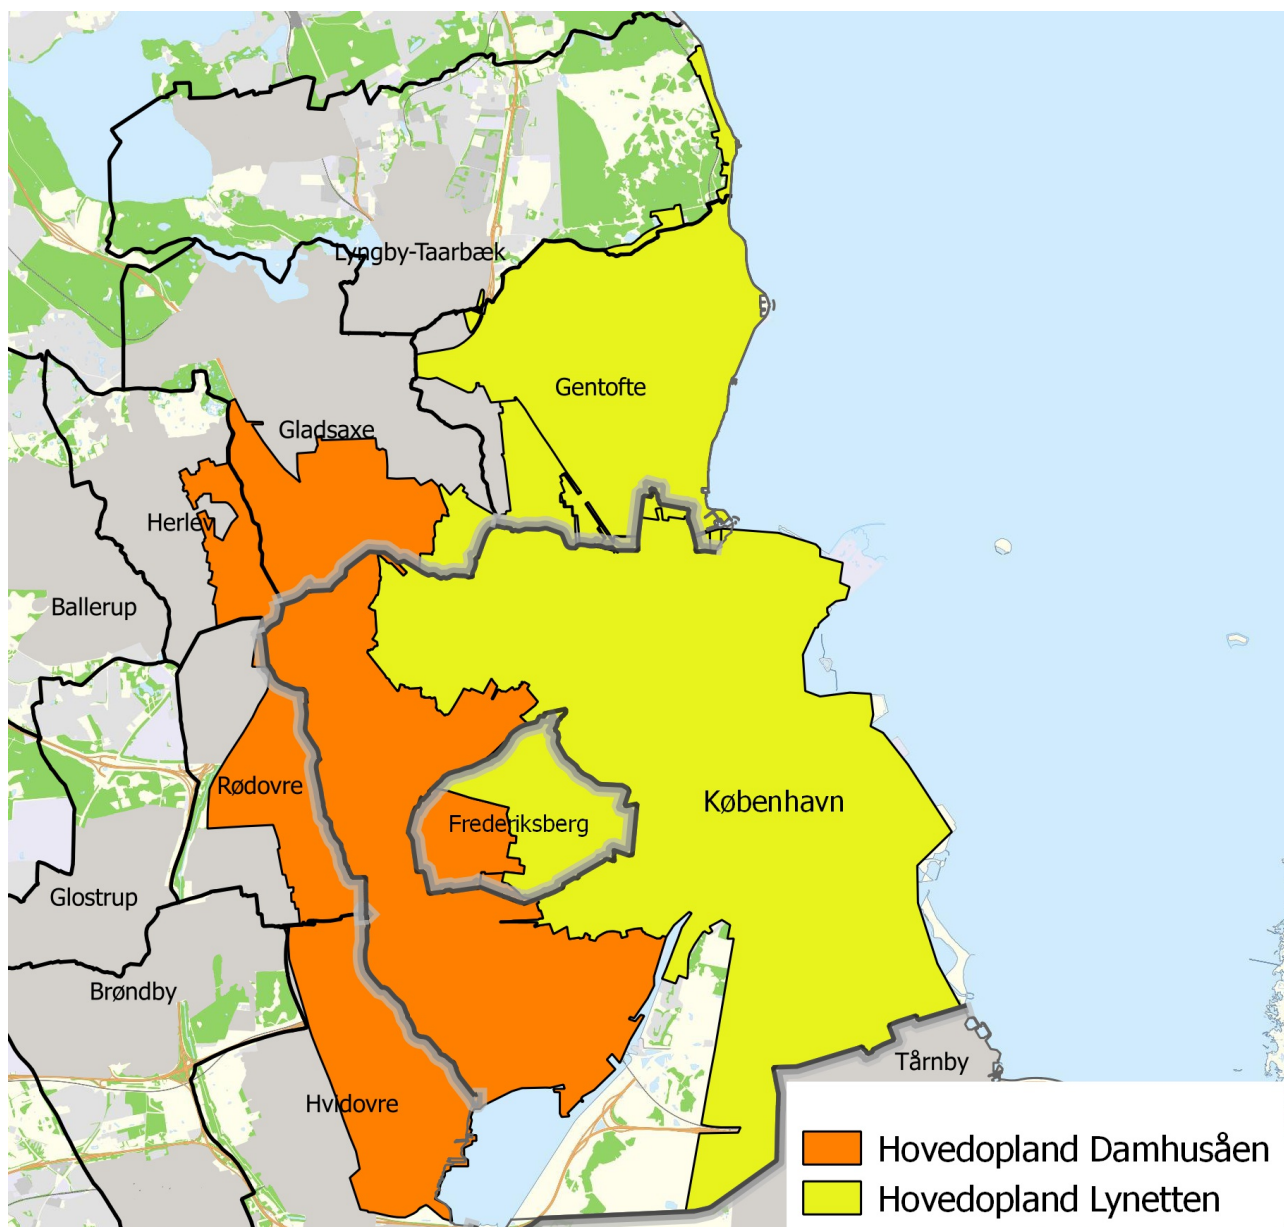 Lyngby-Taarbæk
Gentofte
Gladsaxe
Herlev
Ballerup
Rødovre
København
Frederiksberg
Glostrup
Brøndby
Tårnby
Hvidovre
Hovedopland Damhusåen
Hovedopland Lynetten